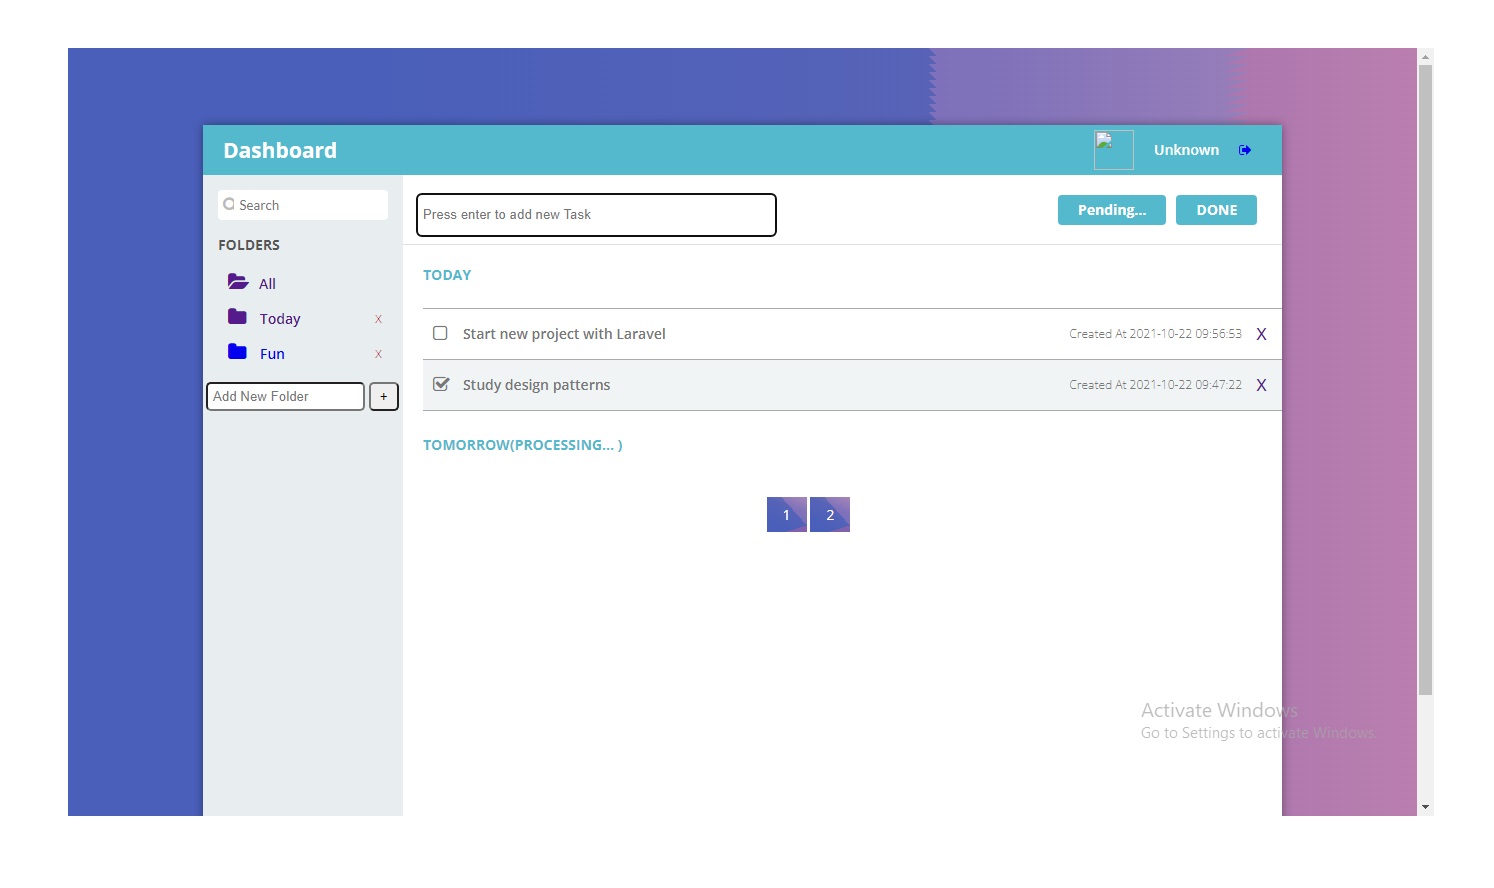 Dashboard
Unknown
Search
Press enter to add new Task
Pending...
DONE
FOLDERS
All
Today x
Fun x
Add New Folder +
TODAY
Start new project with Laravel Created At 2021-10-22 09:56:53 X
Study design patterns Created At 2021-10-22 09:47:22 X
TOMORROW(PROCESSING... )
1 2
Activate Windows
Go to Settings to activate Windows.